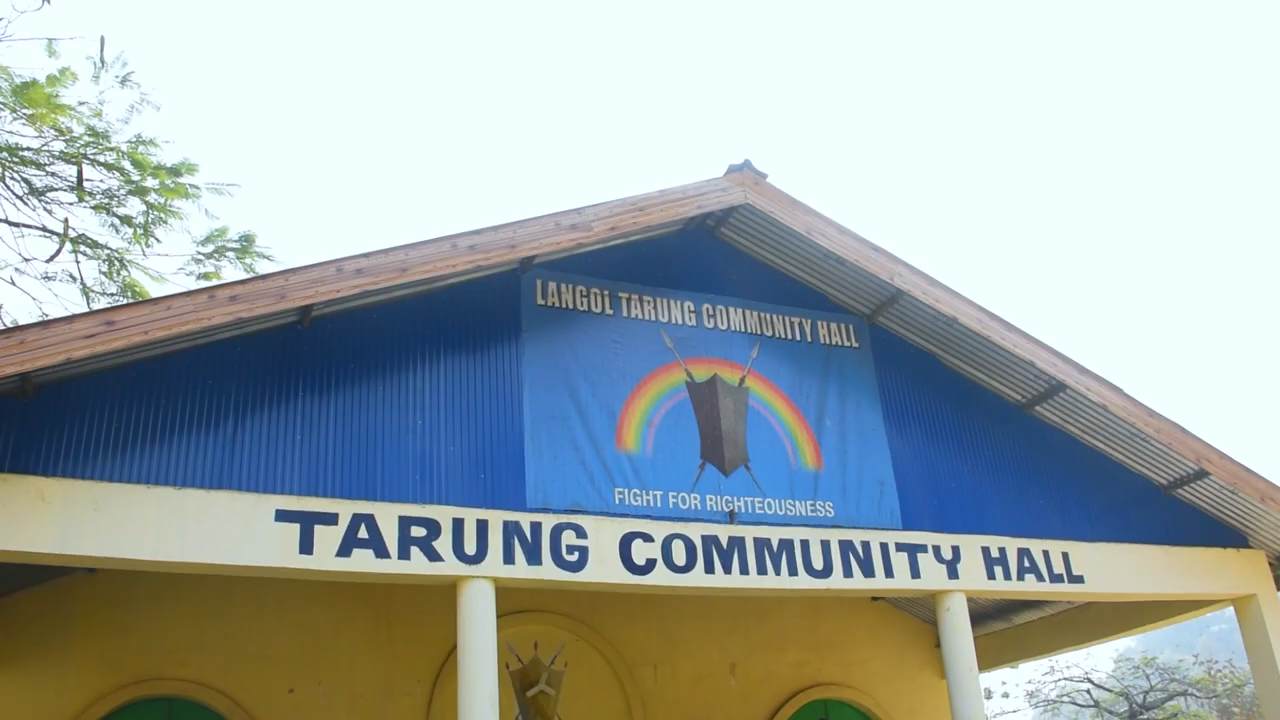 LANGOL TARUNG COMMUNITY HALL
FIGHT FOR RIGHTEOUSNESS
TARUNG COMMUNITY HALL